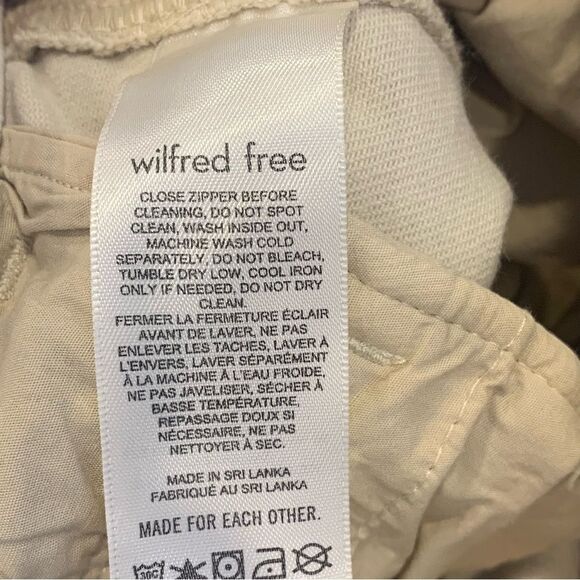 wilfred free
CLOSE ZIPPER BEFORE
CLEANING, DO NOT SPOT
CLEAN, WASH INSIDE OUT,
MACHINE WASH COLD
SEPARATELY, DO NOT BLEACH,
TUMBLE DRY LOW, COOL IRON
ONLY IF NEEDED, DO NOT DRY
CLEAN.
FERMER LA FERMETURE ÉCLAIR
AVANT DE LAVER, NE PAS
ENLEVER LES TACHES, LAVER À
L'ENVERS, LAVER SÉPARÉMENT
À LA MACHINE À L'EAU FROIDE,
NE PAS JAVELISER, SÉCHER À
BASSE TEMPÉRATURE,
REPASSAGE DOUX SI
NÉCESSAIRE, NE PAS
NETTOYER À SEC.
MADE IN SRI LANKA
FABRIQUÉ AU SRI LANKA
MADE FOR EACH OTHER.
30C